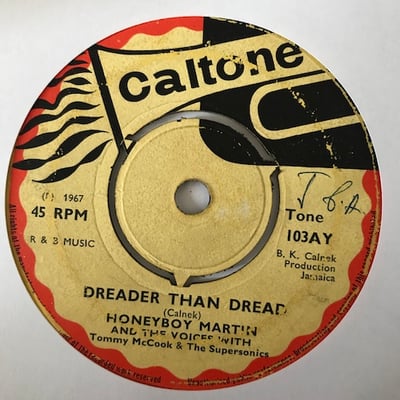 Caltone
(P) 1967
45 RPM
R & B MUSIC
Tone
103AY
B. K. Calnek
Production
Jamaica
DREADER THAN DREAD
(Calnek)
HONEYBOY MARTIN
AND THE VOICES WITH
Tommy McCook & The Supersonics